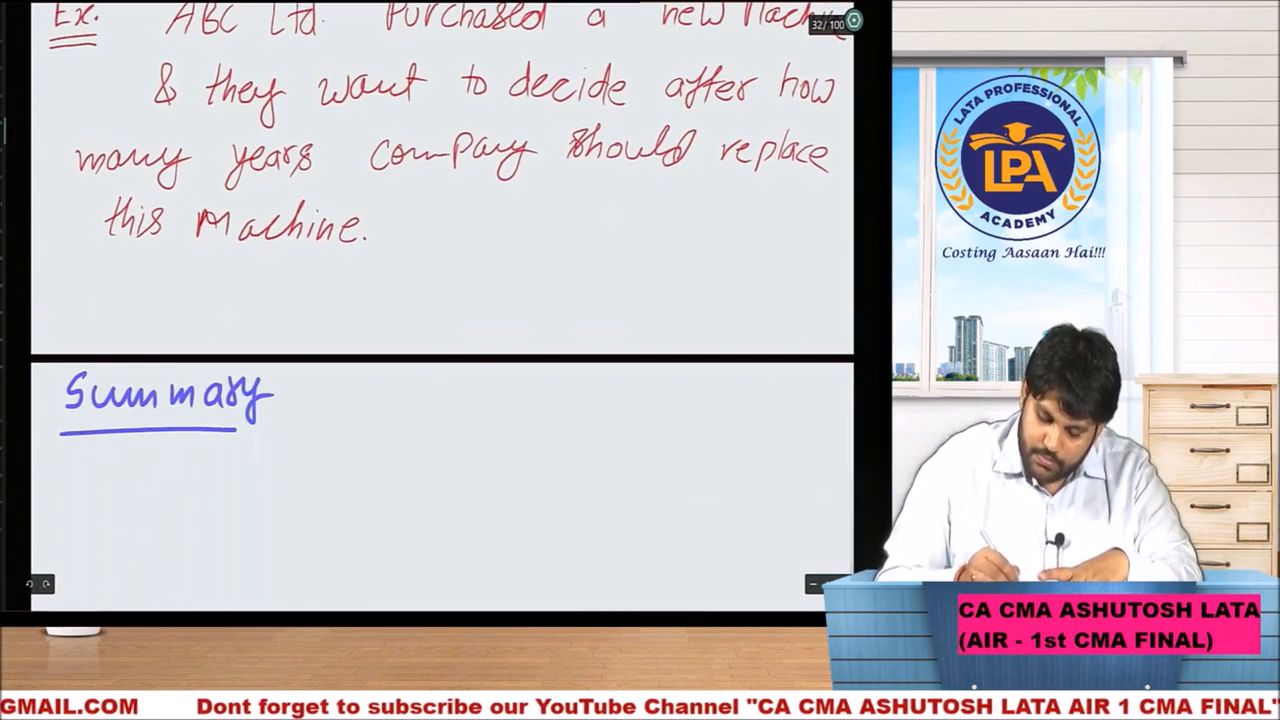 Ex. ABC Ltd. Purchased a new Machine
& they want to decide after how
many years company should replace
this Machine.
Summary
32/100
LATA PROFESSIONAL
LPA
ACADEMY
Costing Aasaan Hai!!!
CA CMA ASHUTOSH LATA
(AIR - 1st CMA FINAL)
GMAIL.COM Dont forget to subscribe our YouTube Channel "CA CMA ASHUTOSH LATA AIR 1 CMA FINAL"